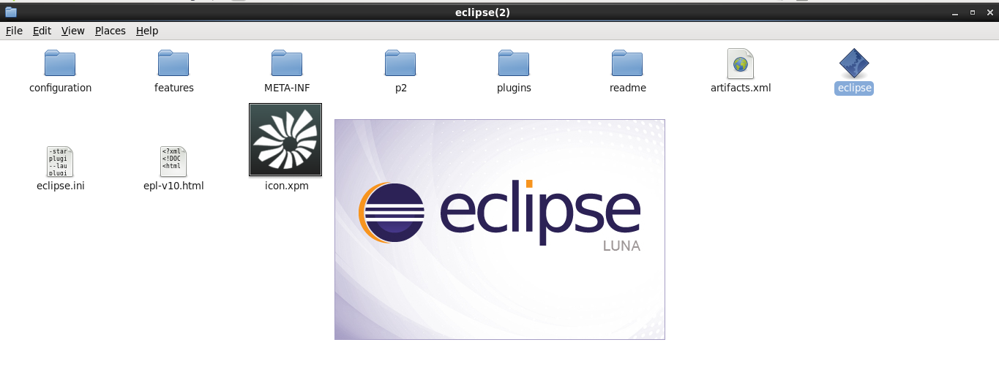 eclipse(2)
File Edit View Places Help
configuration features META-INF p2 plugins readme artifacts.xml eclipse
-star
plugi
--lau
plugi
eclipse.ini
<?xml
<!DOC
<html
epl-v10.html
icon.xpm
eclipse
LUNA